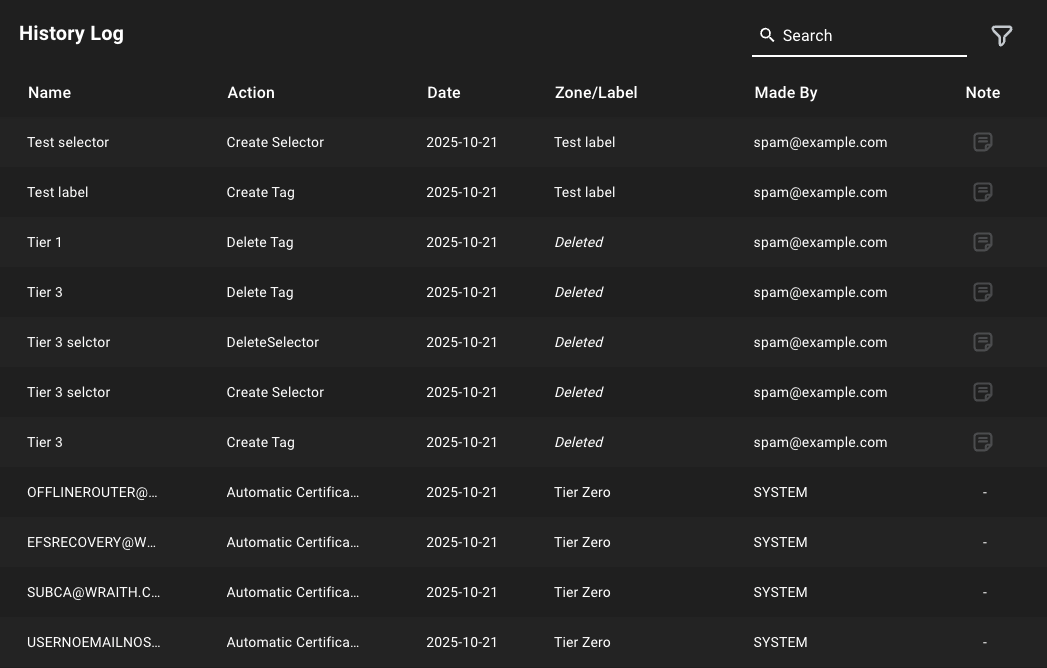 History Log
Search
Name Action Date Zone/Label Made By Note
Test selector Create Selector 2025-10-21 Test label spam@example.com
Test label Create Tag 2025-10-21 Test label spam@example.com
Tier 1 Delete Tag 2025-10-21 Deleted spam@example.com
Tier 3 Delete Tag 2025-10-21 Deleted spam@example.com
Tier 3 selctor DeleteSelector 2025-10-21 Deleted spam@example.com
Tier 3 selctor Create Selector 2025-10-21 Deleted spam@example.com
Tier 3 Create Tag 2025-10-21 Deleted spam@example.com
OFFLINEROUTER@... Automatic Certifica... 2025-10-21 Tier Zero SYSTEM -
EFSRECOVERY@W... Automatic Certifica... 2025-10-21 Tier Zero SYSTEM -
SUBCA@WRAITH.C... Automatic Certifica... 2025-10-21 Tier Zero SYSTEM -
USERNOEMAILNOS... Automatic Certifica... 2025-10-21 Tier Zero SYSTEM -